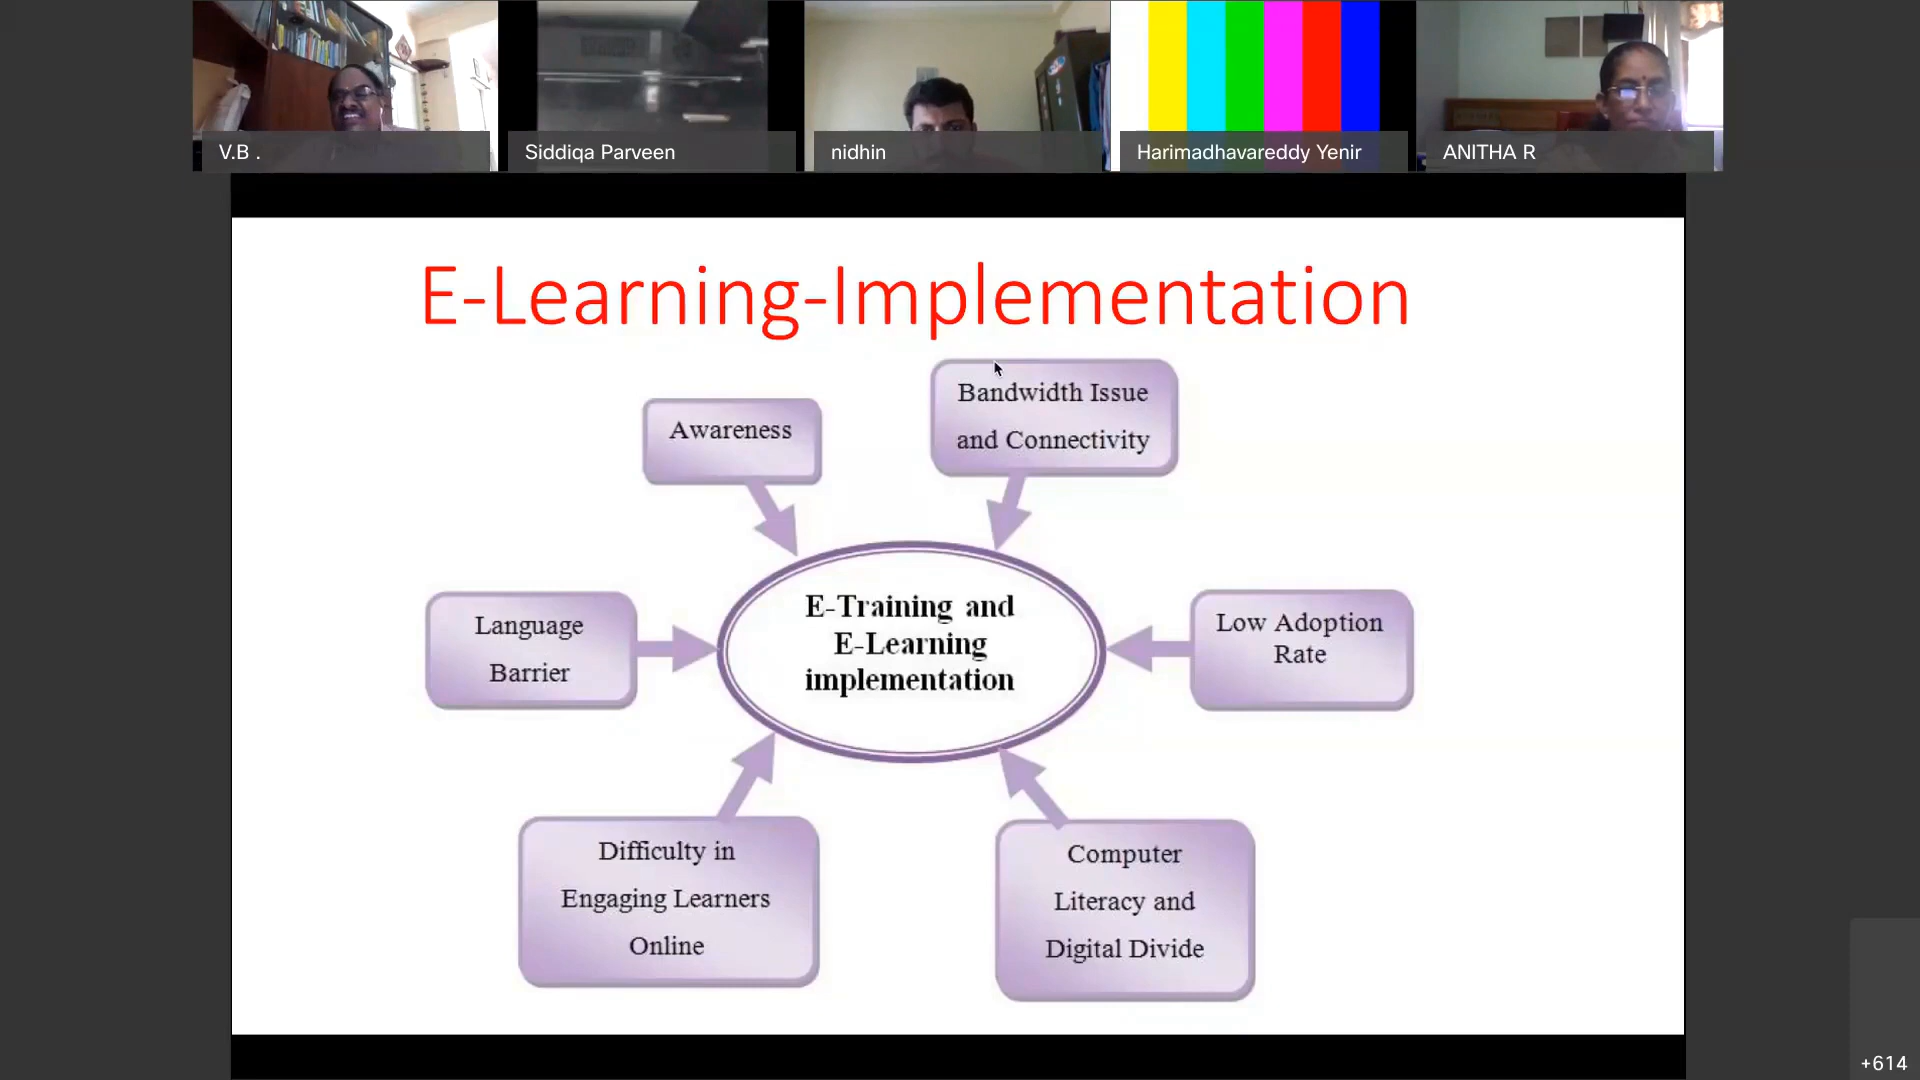 V.B .
Siddiqa Parveen
nidhin
Harimadhavareddy Yenir
ANITHA R
E-Learning-Implementation
Awareness
Bandwidth Issue
and Connectivity
Language
Barrier
E-Training and
E-Learning
implementation
Low Adoption
Rate
Difficulty in
Engaging Learners
Online
Computer
Literacy and
Digital Divide
+614